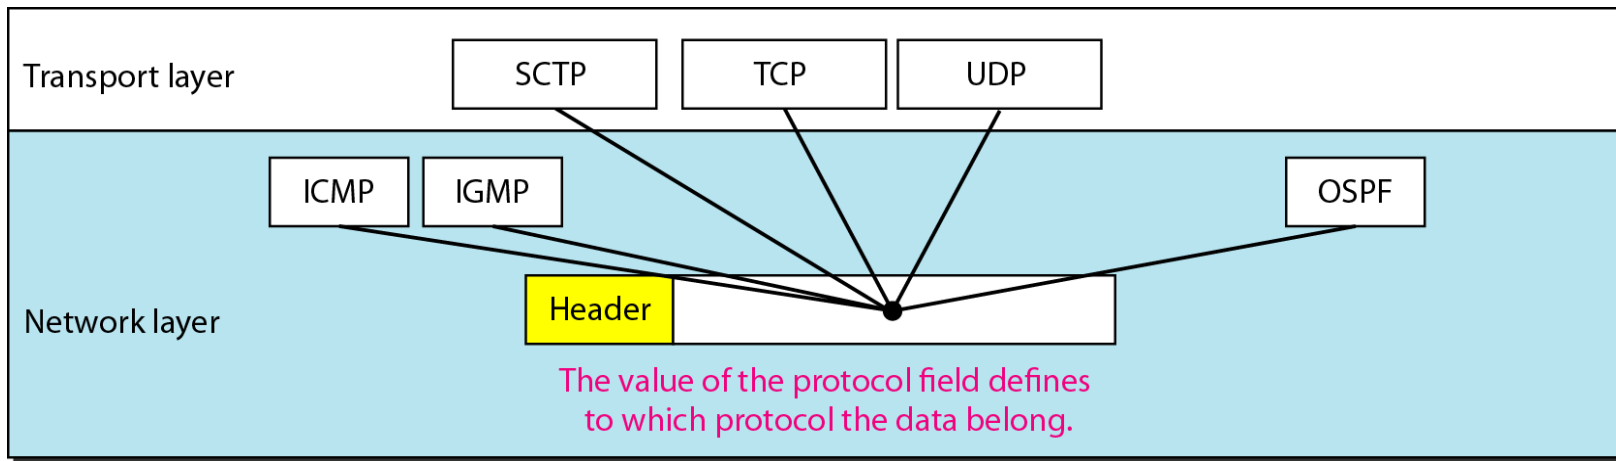 Transport layer
SCTP
TCP
UDP
ICMP
IGMP
OSPF
Network layer
Header
The value of the protocol field defines
to which protocol the data belong.